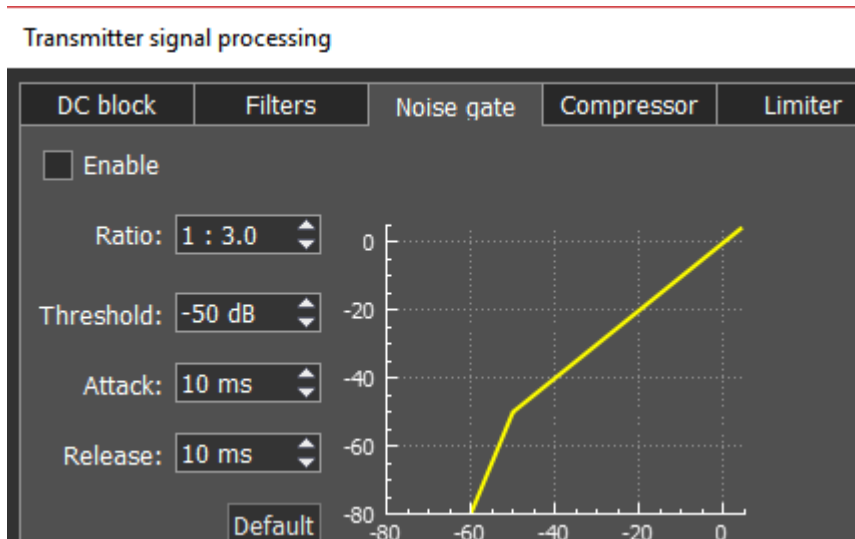 Transmitter signal processing
DC block Filters Noise gate Compressor Limiter
Enable
Ratio: 1 : 3.0
0
Threshold: -50 dB
-20
Attack: 10 ms
-40
Release: 10 ms
-60
Default
-80
-80 -60 -40 -20 0